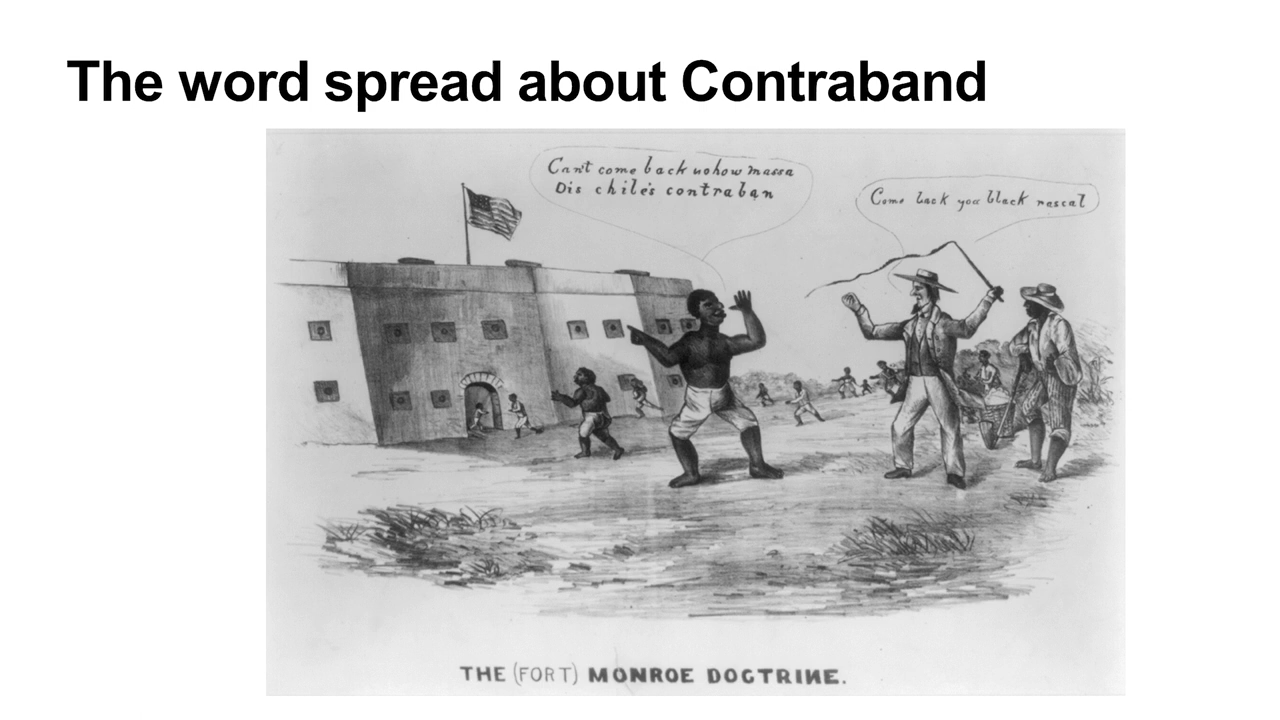 The word spread about Contraband
Can't come back nohow massa
Dis chile's contraban
Come back you black rascal
THE (FORT) MONROE DOCTRINE.